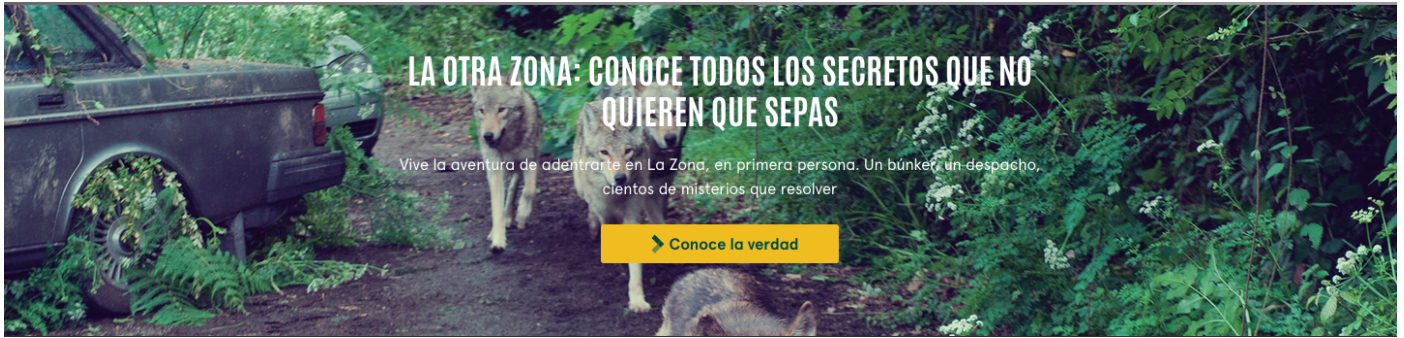 LA OTRA ZONA: CONOCE TODOS LOS SECRETOS QUE NO
QUIEREN QUE SEPAS
Vive la aventura de adentrarte en La Zona, en primera persona. Un búnker, un despacho,
cientos de misterios que resolver
Conoce la verdad